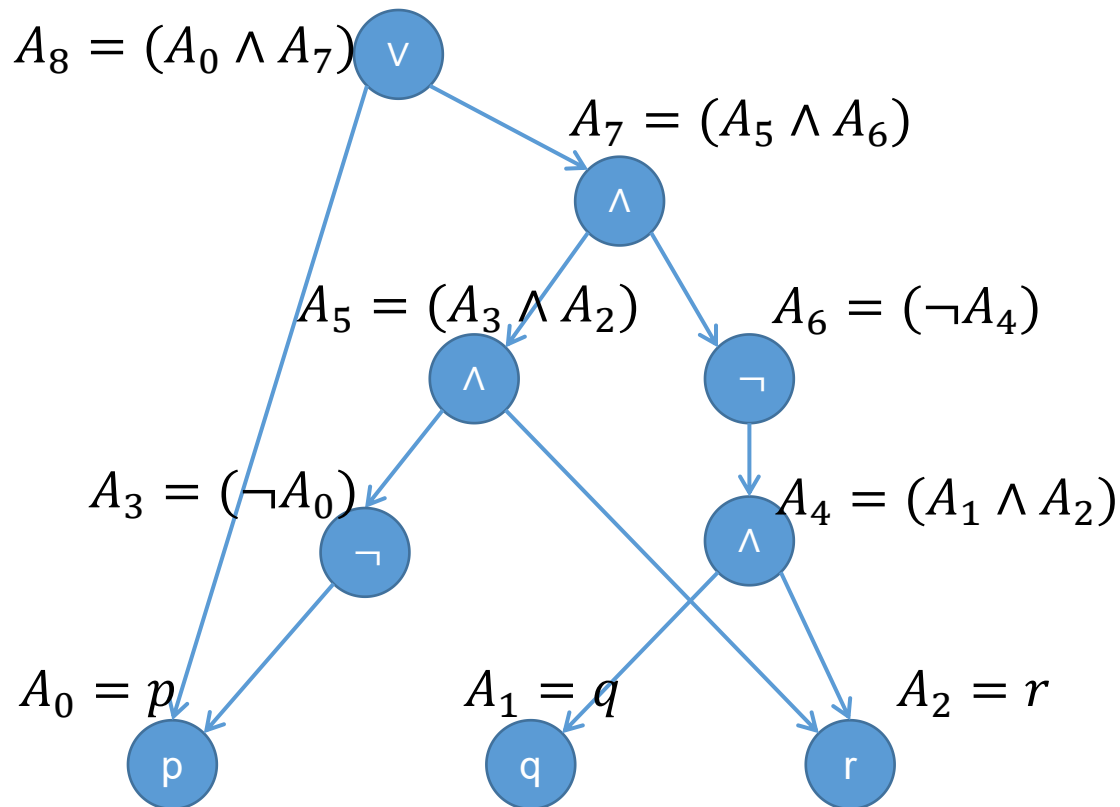 A₈ = (A₀ ∧ A₇)
∨
A₇ = (A₅ ∧ A₆)
∧
A₅ = (A₃ ∧ A₂)
A₆ = (¬A₄)
∧
¬
A₃ = (¬A₀)
A₄ = (A₁ ∧ A₂)
¬
∧
A₀ = p
A₁ = q
A₂ = r
p
q
r